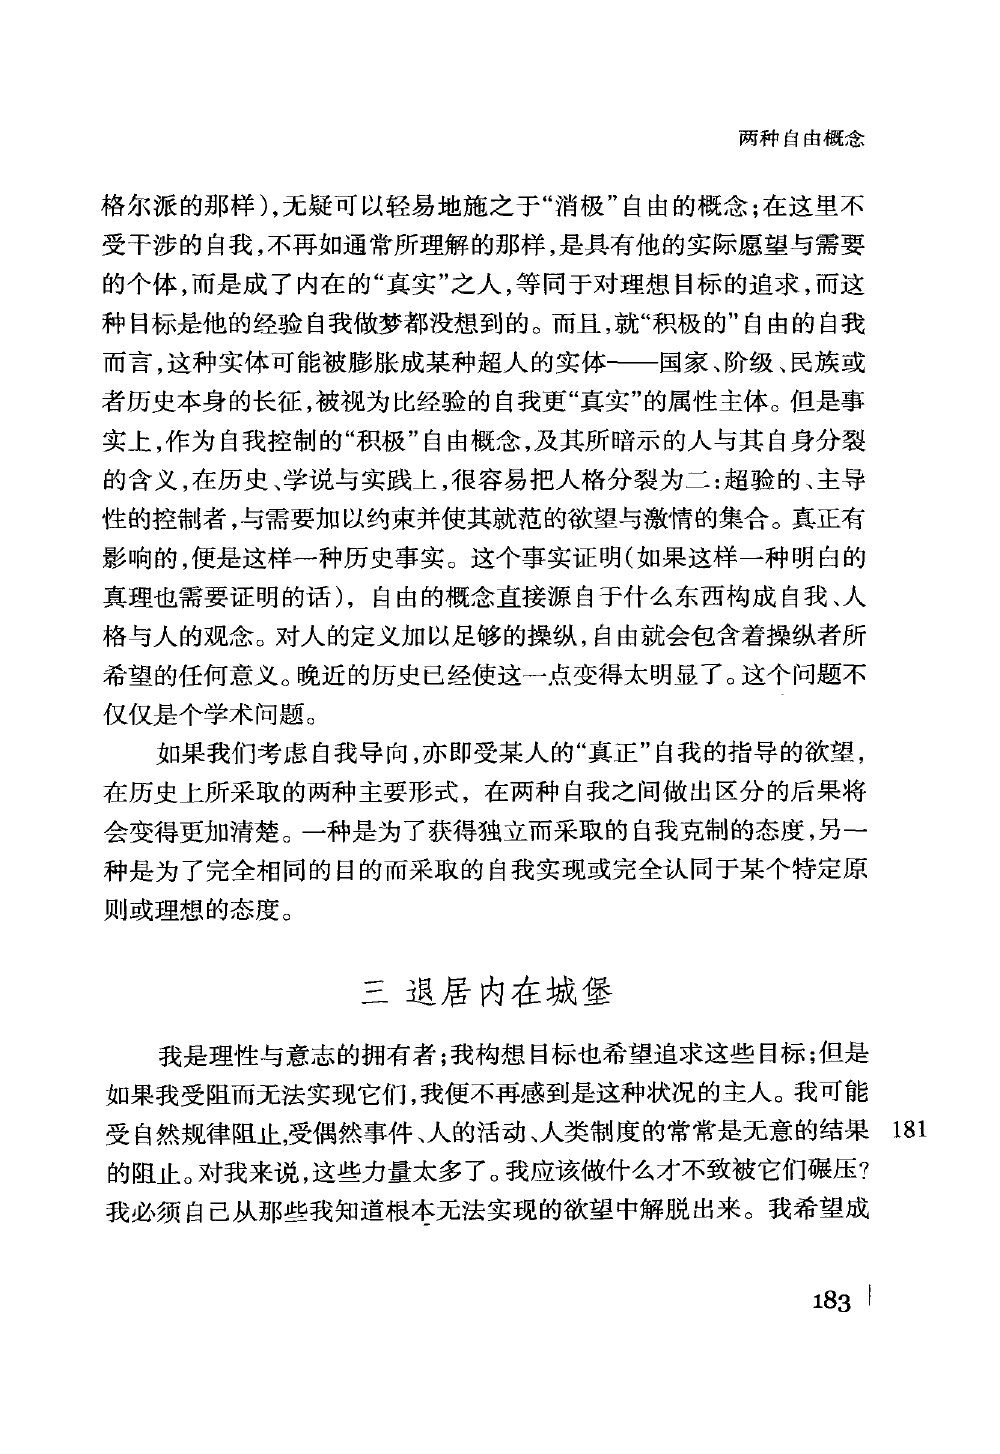 两种自由概念
格尔派的那样),无疑可以轻易地施之于“消极”自由的概念;在这里不
受干涉的自我,不再如通常所理解的那样,是具有他的实际愿望与需要
的个体,而是成了内在的“真实”之人,等同于对理想目标的追求,而这
种目标是他的经验自我做梦都没想到的。而且,就“积极的”自由的自我
而言,这种实体可能被膨胀成某种超人的实体——国家、阶级、民族或
者历史本身的长征,被视为比经验的自我更“真实”的属性主体。但是事
实上,作为自我控制的“积极”自由概念,及其所暗示的人与其自身分裂
的含义,在历史、学说与实践上,很容易把人格分裂为二:超验的、主导
性的控制者,与需要加以约束并使其就范的欲望与激情的集合。真正有
影响的,便是这样一种历史事实。这个事实证明(如果这样一种明白的
真理也需要证明的话),自由的概念直接源自于什么东西构成自我、人
格与人的观念。对人的定义加以足够的操纵,自由就会包含着操纵者所
希望的任何意义。晚近的历史已经使这一点变得太明显了。这个问题不
仅仅是个学术问题。
如果我们考虑自我导向,亦即受某人的“真正”自我的指导的欲望,
在历史上所采取的两种主要形式,在两种自我之间做出区分的后果将
会变得更加清楚。一种是为了获得独立而采取的自我克制的态度,另一
种是为了完全相同的目的而采取的自我实现或完全认同于某个特定原
则或理想的态度。
三 退居内在城堡
我是理性与意志的拥有者;我构想目标也希望追求这些目标;但是
如果我受阻而无法实现它们,我便不再感到是这种状况的主人。我可能
受自然规律阻止,受偶然事件、人的活动、人类制度的常常是无意的结果 181
的阻止。对我来说,这些力量太多了。我应该做什么才不致被它们碾压?
我必须自己从那些我知道根本无法实现的欲望中解脱出来。我希望成
183